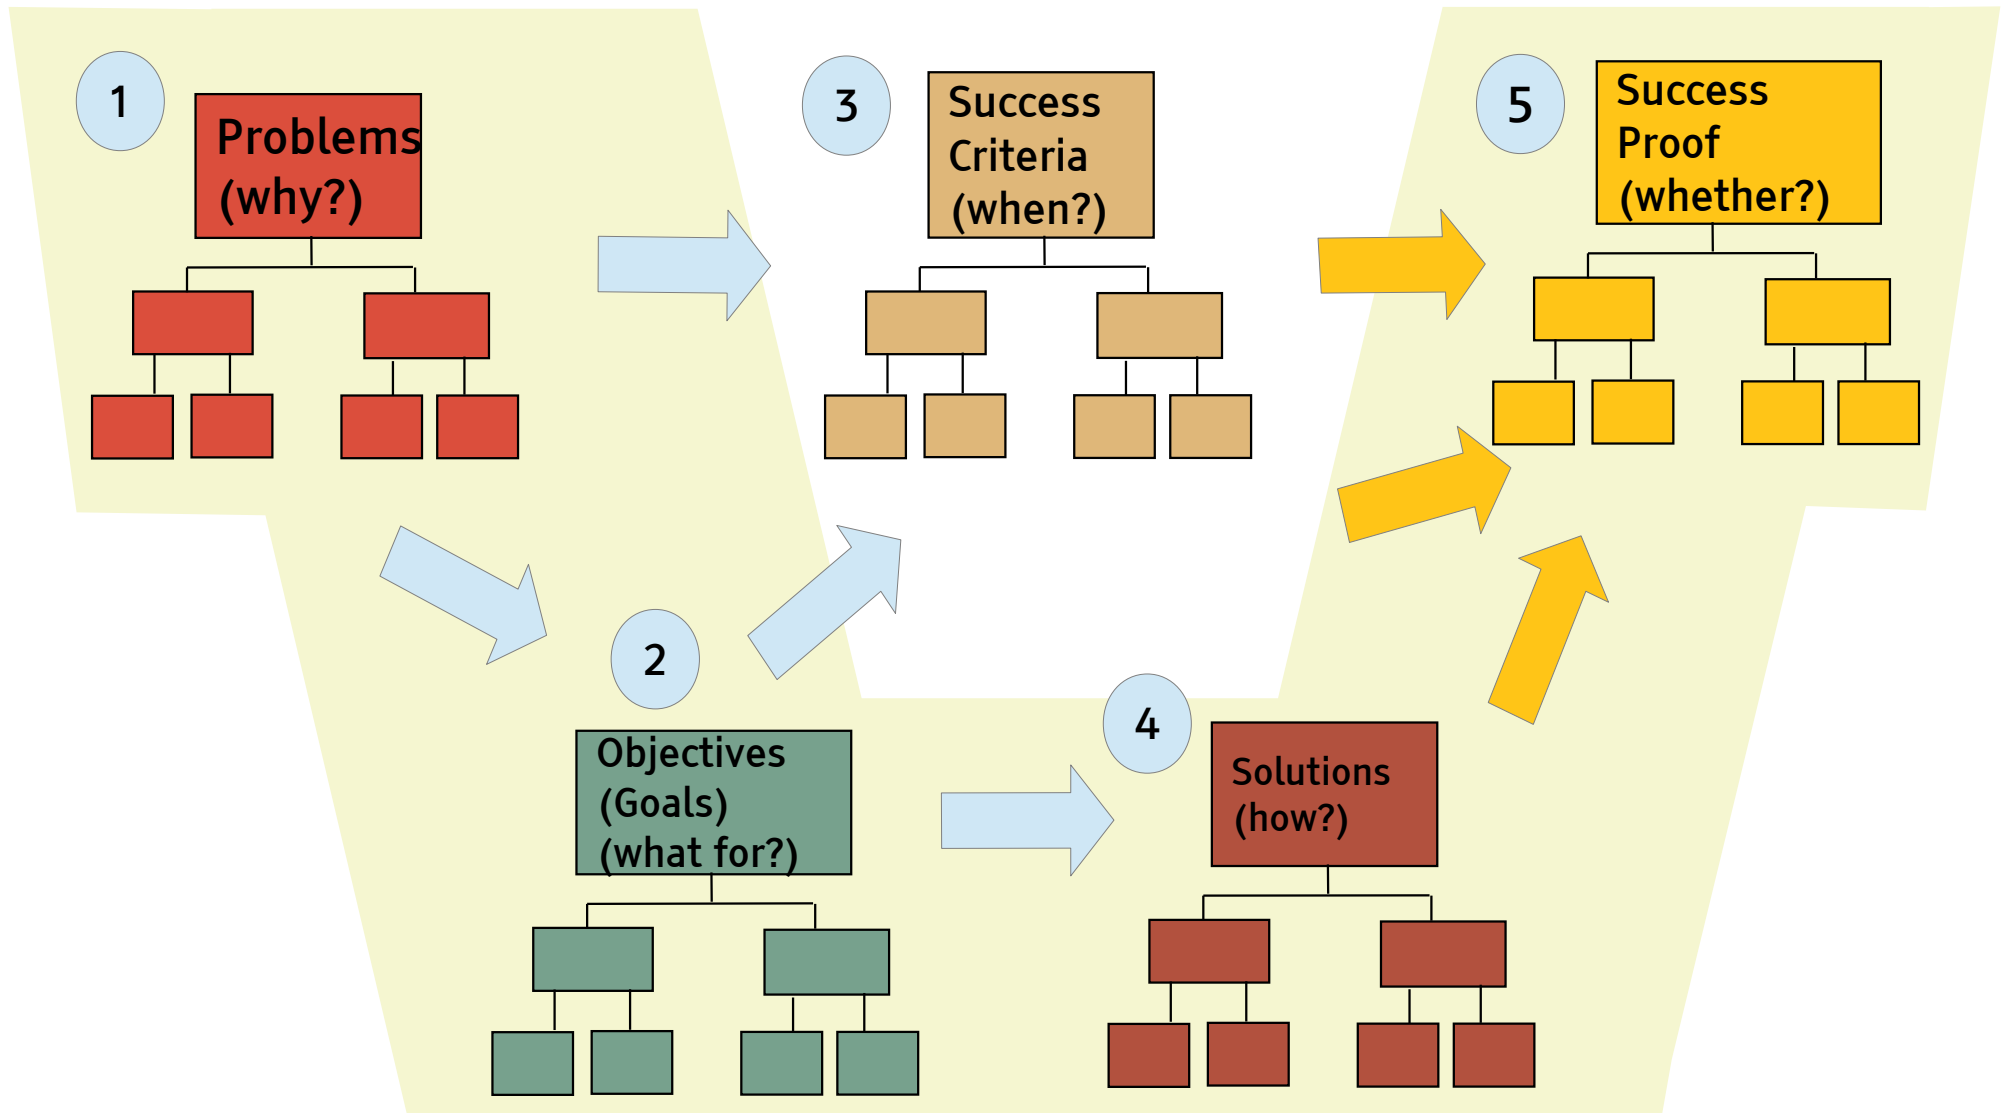 1
Problems
(why?)
3
Success
Criteria
(when?)
5
Success
Proof
(whether?)
2
Objectives
(Goals)
(what for?)
4
Solutions
(how?)